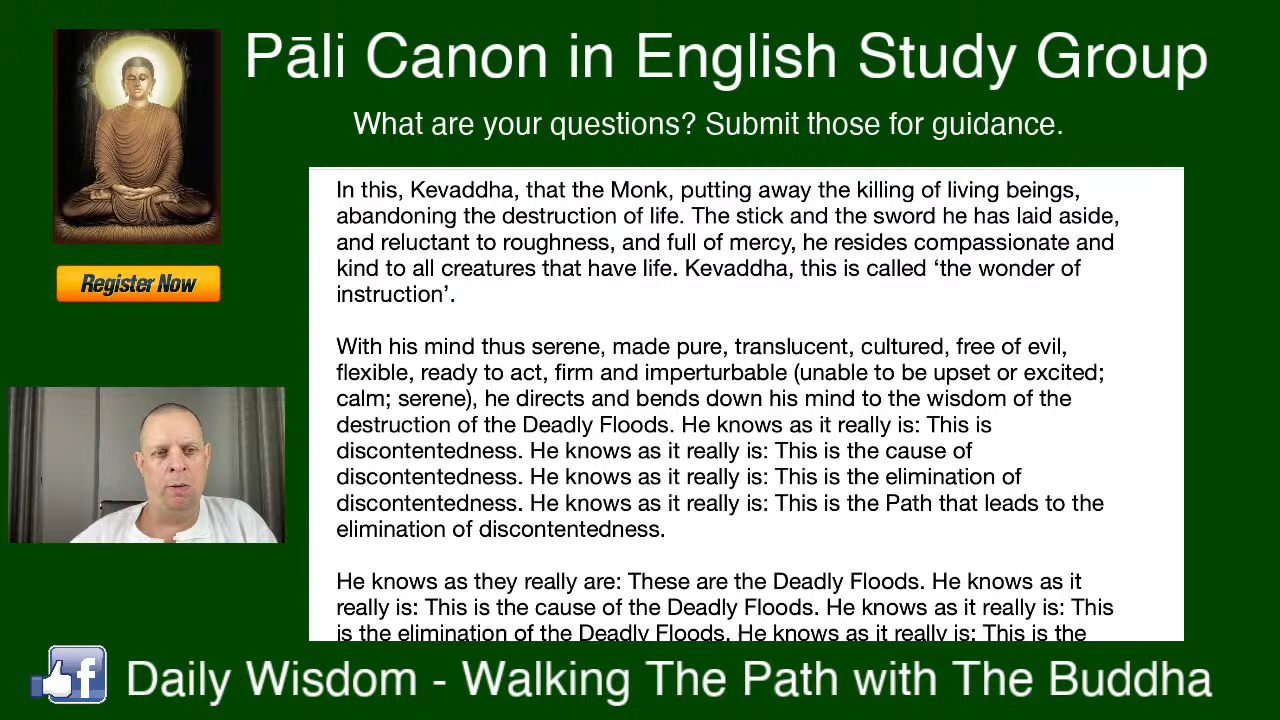 Pāli Canon in English Study Group
What are your questions? Submit those for guidance.
Register Now
In this, Kevaddha, that the Monk, putting away the killing of living beings,
abandoning the destruction of life. The stick and the sword he has laid aside,
and reluctant to roughness, and full of mercy, he resides compassionate and
kind to all creatures that have life. Kevaddha, this is called ‘the wonder of
instruction’.
With his mind thus serene, made pure, translucent, cultured, free of evil,
flexible, ready to act, firm and imperturbable (unable to be upset or excited;
calm; serene), he directs and bends down his mind to the wisdom of the
destruction of the Deadly Floods. He knows as it really is: This is
discontentedness. He knows as it really is: This is the cause of
discontentedness. He knows as it really is: This is the elimination of
discontentedness. He knows as it really is: This is the Path that leads to the
elimination of discontentedness.
He knows as they really are: These are the Deadly Floods. He knows as it
really is: This is the cause of the Deadly Floods. He knows as it really is: This
is the elimination of the Deadly Floods. He knows as it really is: This is the
f
Daily Wisdom - Walking The Path with The Buddha